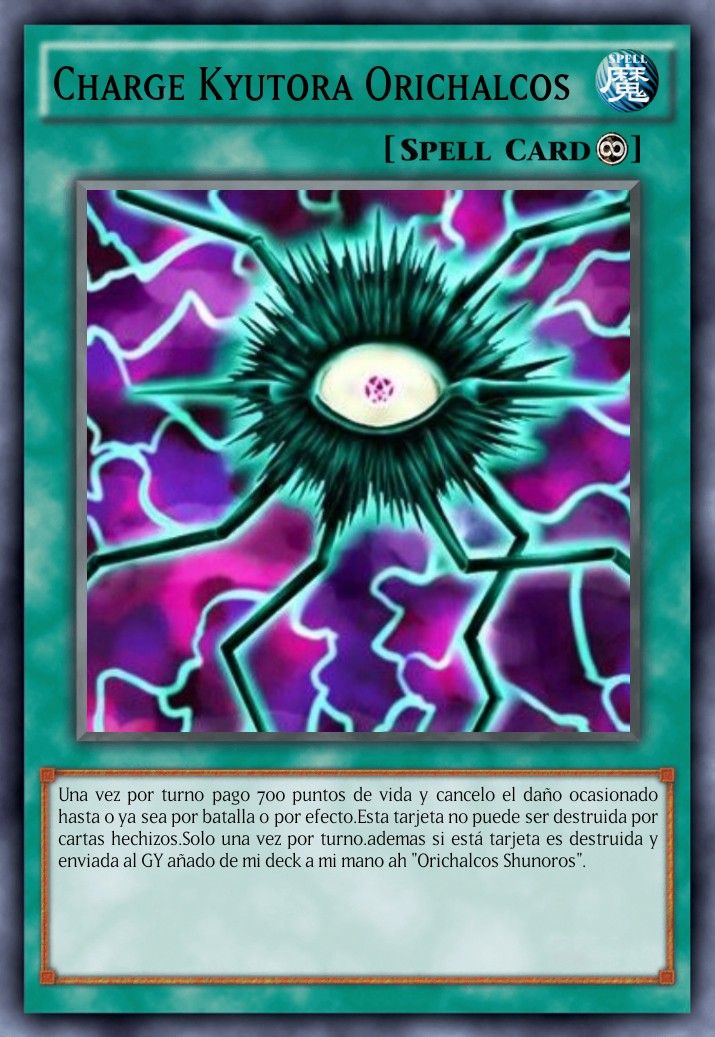 Charge Kyutora Orichalcos
SPELL
魔
[Spell Card]
Una vez por turno pago 700 puntos de vida y cancelo el daño ocasionado
hasta o ya sea por batalla o por efecto.Esta tarjeta no puede ser destruida por
cartas hechizos.Solo una vez por turno.ademas si está tarjeta es destruida y
enviada al GY añado de mi deck a mi mano ah "Orichalcos Shunoros".